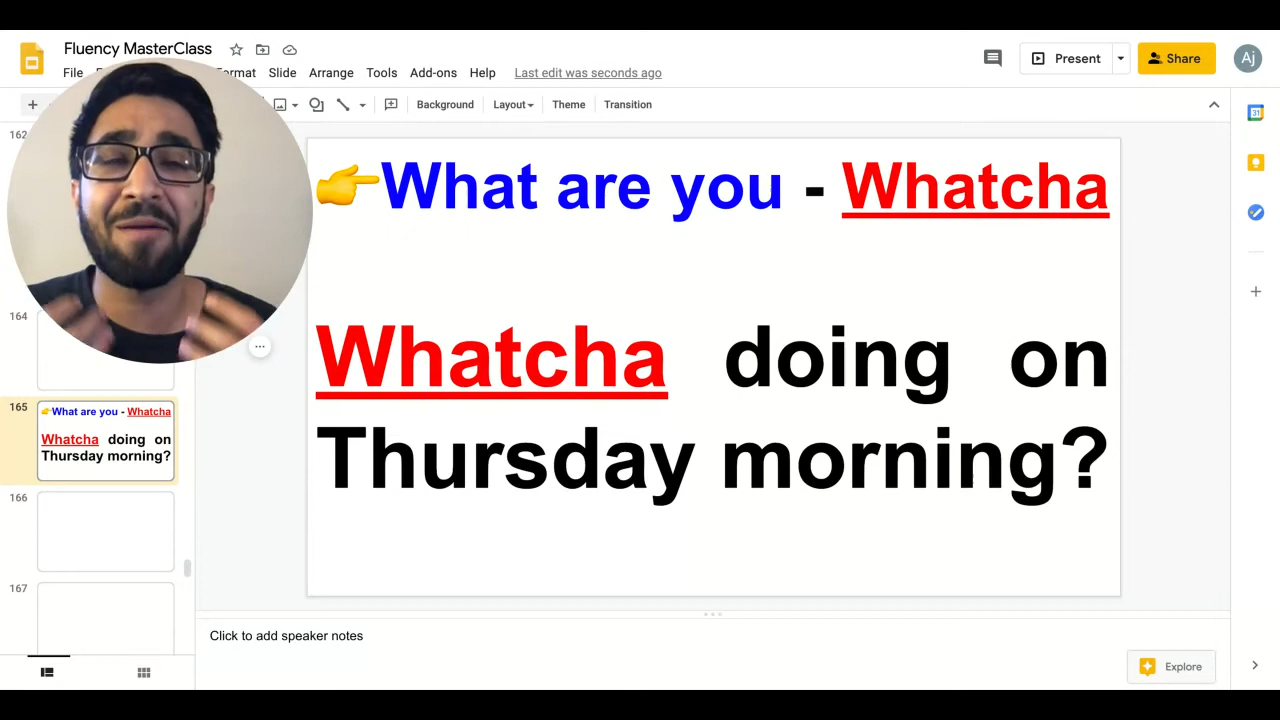 Fluency MasterClass
File
Format Slide Arrange Tools Add-ons Help Last edit was seconds ago
Present
Share
Aj
Background Layout Theme Transition
31
162
👉What are you - Whatcha
Whatcha doing on
Thursday morning?
164
165
👉What are you - Whatcha
Whatcha doing on
Thursday morning?
166
167
Click to add speaker notes
Explore